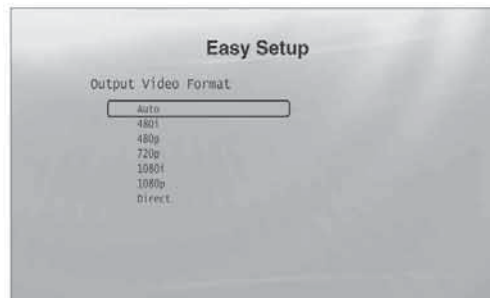 Easy Setup
Output Video Format
Auto
480i
480p
720p
1080i
1080p
Direct